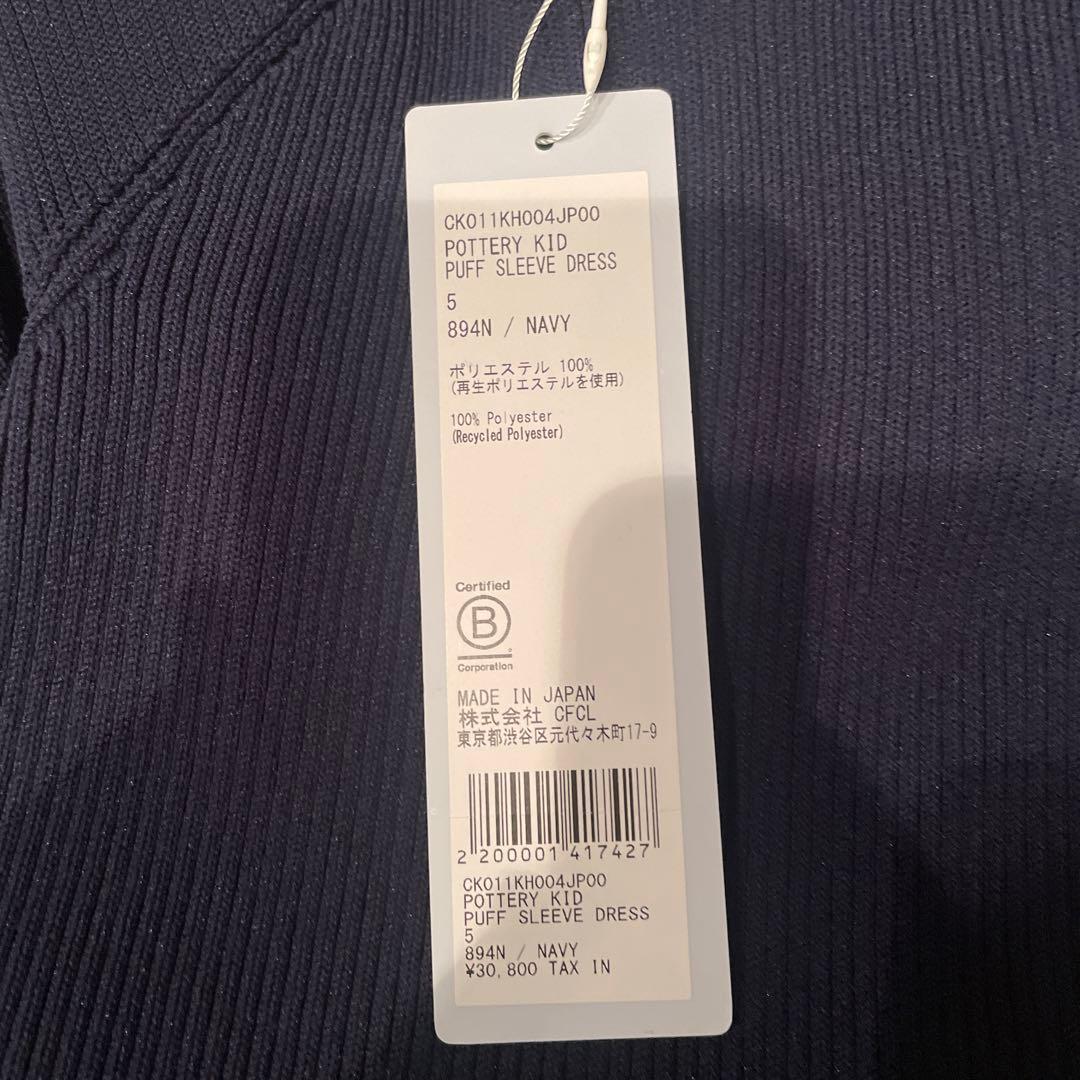 CK011KH004JP00
POTTERY KID
PUFF SLEEVE DRESS
5
894N / NAVY
ポリエステル 100%
(再生ポリエステルを使用)
100% Polyester
(Recycled Polyester)
Certified
B
Corporation
MADE IN JAPAN
株式会社 CFCL
東京都渋谷区元代々木町17-9
2 200001 417427
CK011KH004JP00
POTTERY KID
PUFF SLEEVE DRESS
5
894N / NAVY
¥30,800 TAX IN